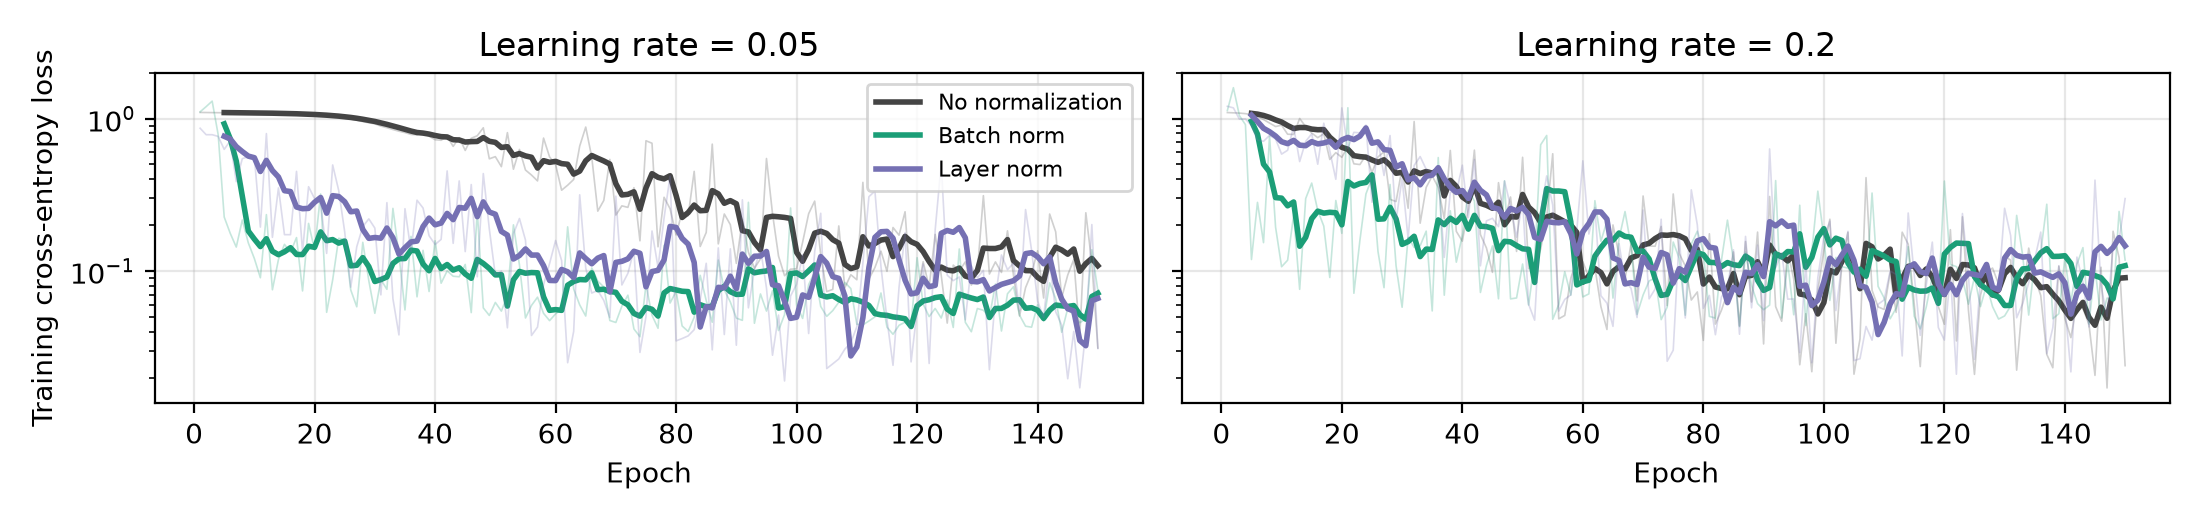 Learning rate = 0.05
Learning rate = 0.2
Training cross-entropy loss
10⁰
10⁻¹
No normalization
Batch norm
Layer norm
0 20 40 60 80 100 120 140
0 20 40 60 80 100 120 140
Epoch
Epoch